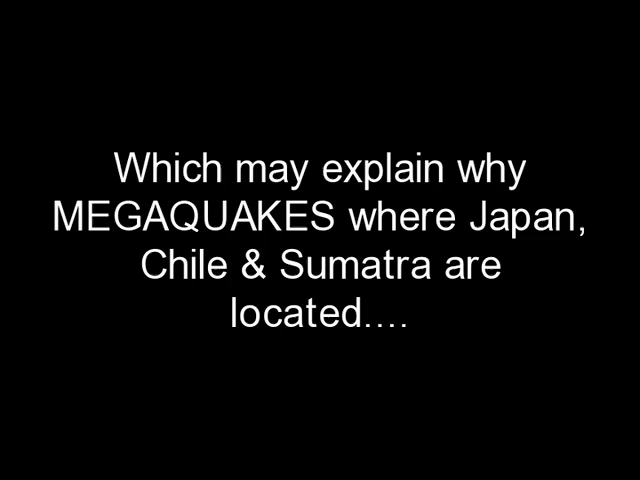 Which may explain why
MEGAQUAKES where Japan,
Chile & Sumatra are
located....